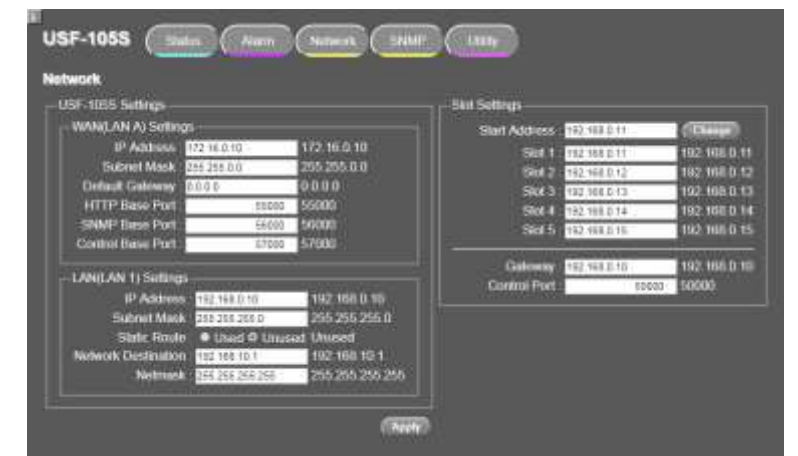 USF-105S Status Alarm Network SNMP Utility
Network
USF-105S Settings
WAN(LAN A) Settings
IP Address 172.16.0.10 172.16.0.10
Subnet Mask 255.255.0.0 255.255.0.0
Default Gateway 0.0.0.0 0.0.0.0
HTTP Base Port 55000 55000
SNMP Base Port 56000 56000
Control Base Port 57000 57000
LAN(LAN 1) Settings
IP Address 192.168.0.10 192.168.0.10
Subnet Mask 255.255.255.0 255.255.255.0
Static Route Used Unused Unused
Network Destination 192.168.10.1 192.168.10.1
Netmask 255.255.255.255 255.255.255.255
Slot Settings
Start Address 192.168.0.11 Change
Slot 1 192.168.0.11 192.168.0.11
Slot 2 192.168.0.12 192.168.0.12
Slot 3 192.168.0.13 192.168.0.13
Slot 4 192.168.0.14 192.168.0.14
Slot 5 192.168.0.15 192.168.0.15
Gateway 192.168.0.10 192.168.0.10
Control Port 50000 50000
Apply